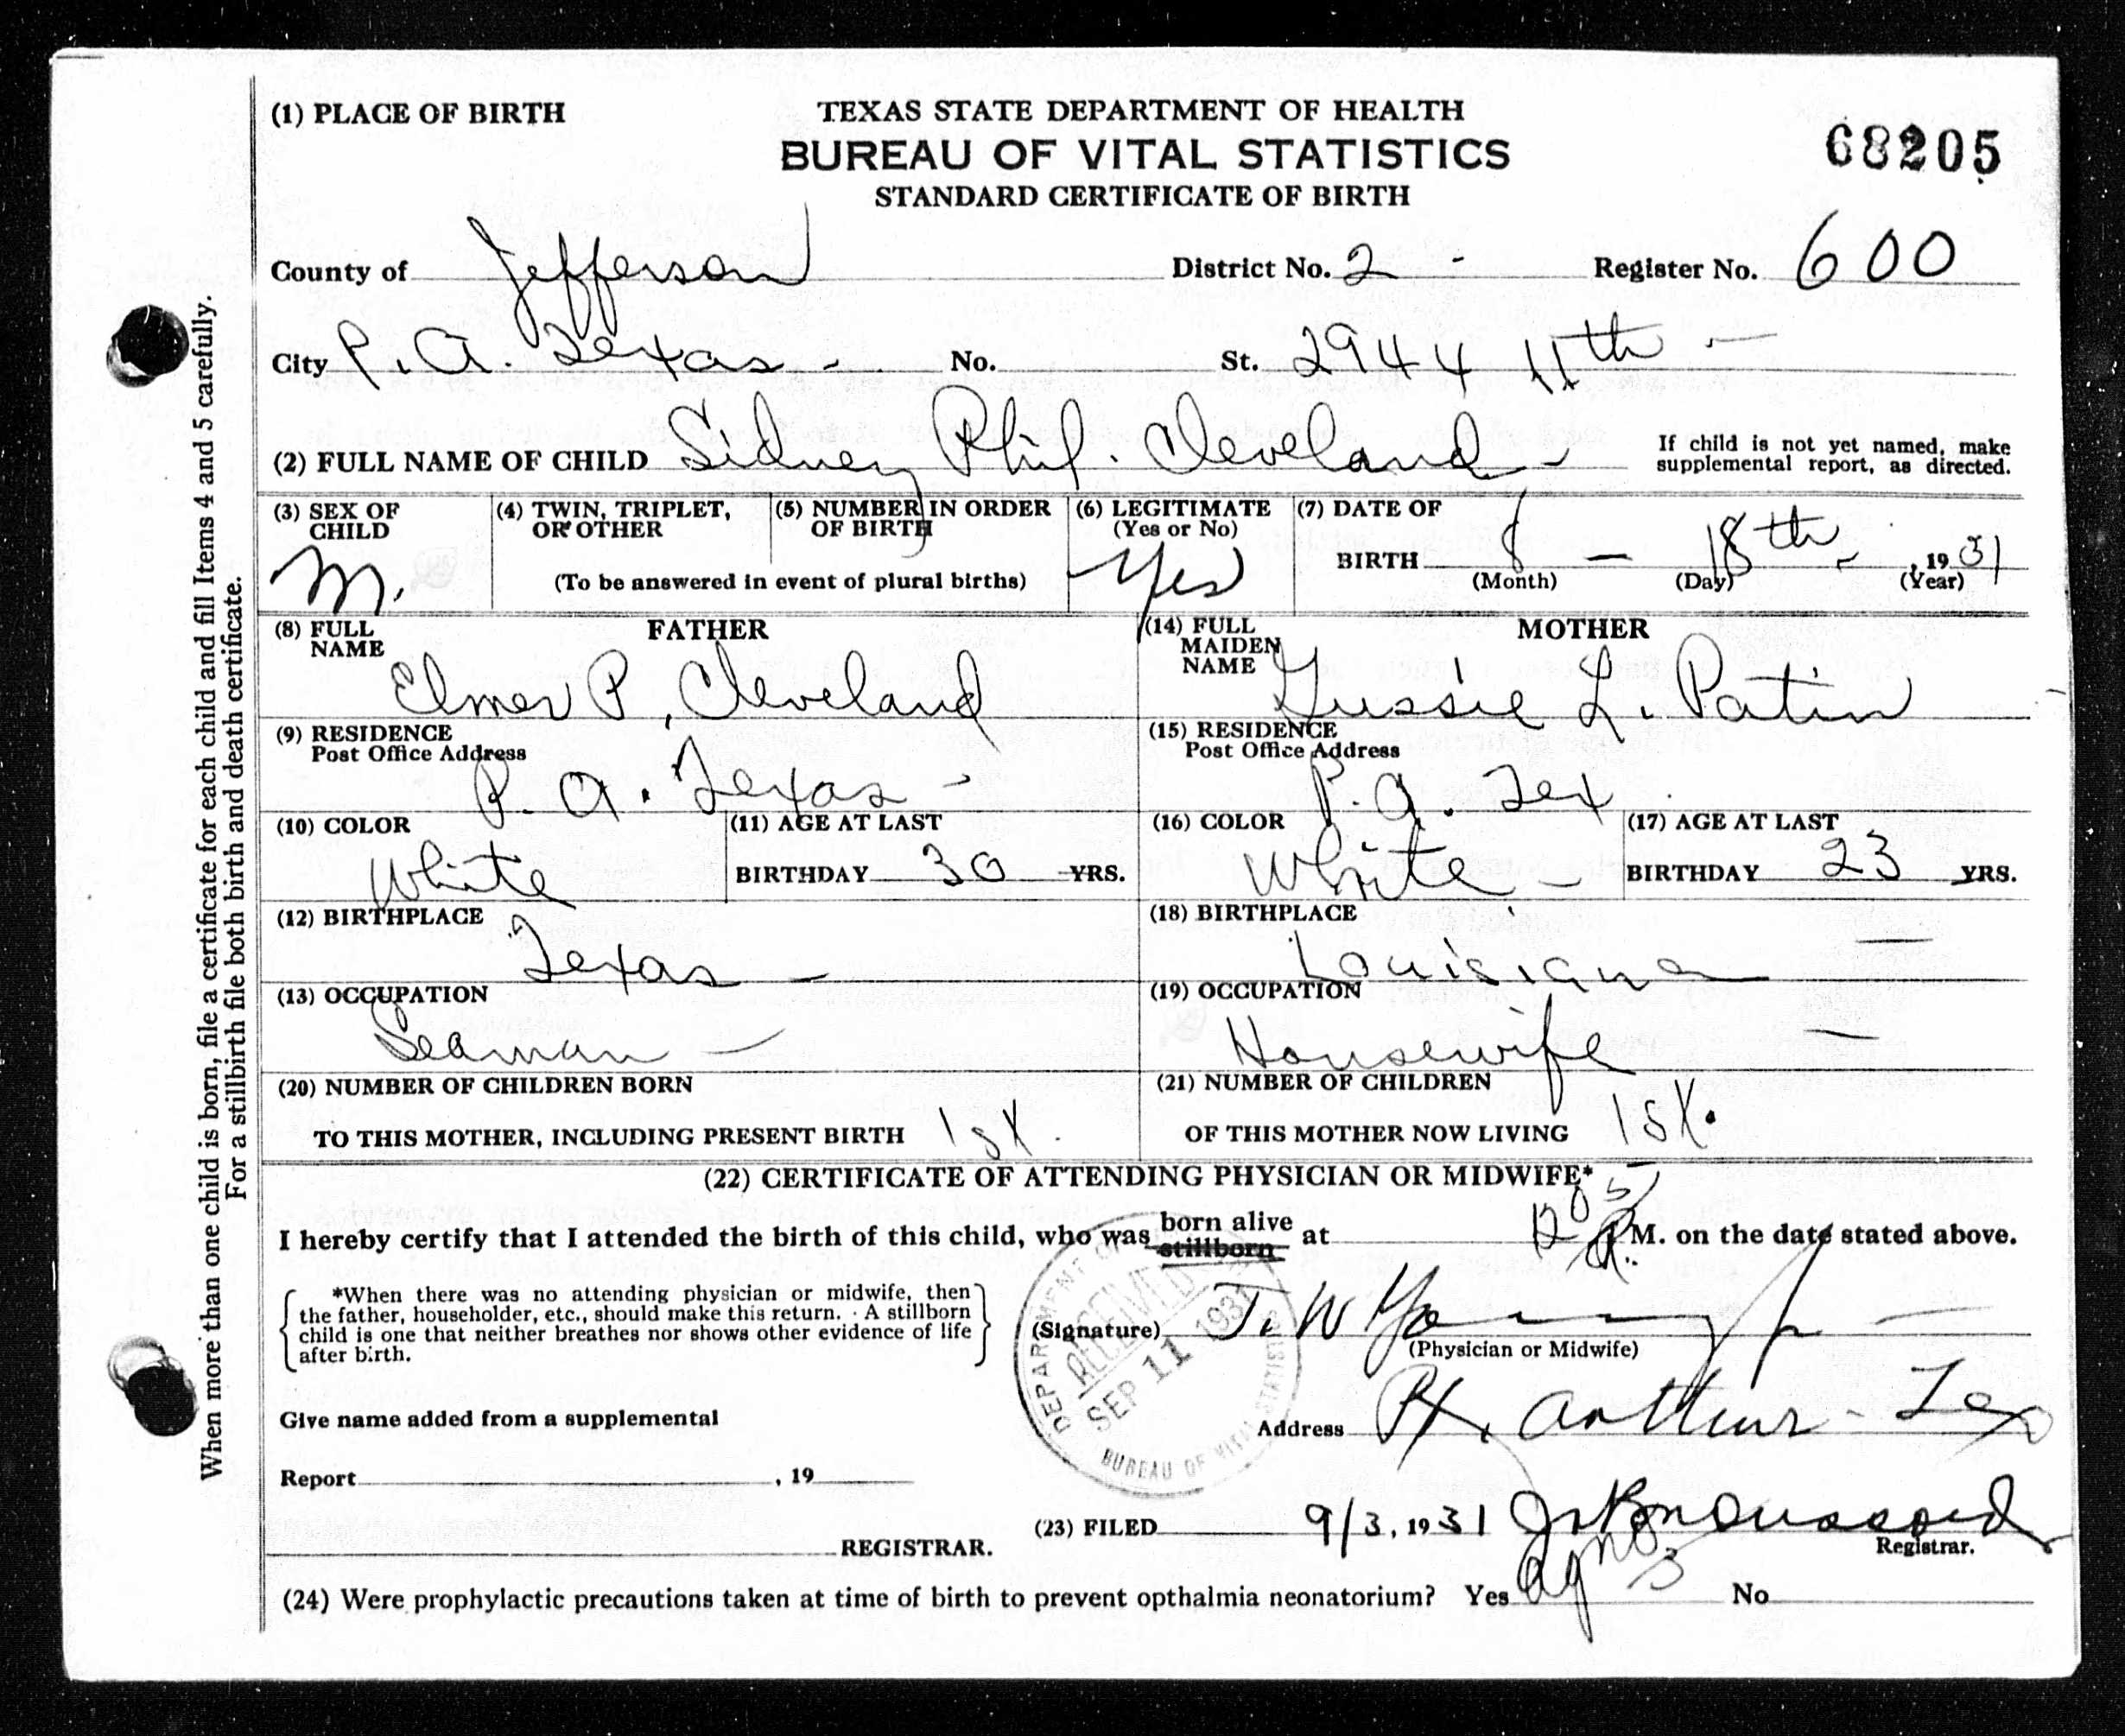 (1) PLACE OF BIRTH
TEXAS STATE DEPARTMENT OF HEALTH
BUREAU OF VITAL STATISTICS
STANDARD CERTIFICATE OF BIRTH
68205
County of Jefferson District No. 2 - Register No. 600
City P. A. Texas - No. St. 2944 11th -
(2) FULL NAME OF CHILD Sidney Phil. Cleveland -
If child is not yet named, make
supplemental report, as directed.
(3) SEX OF CHILD M.
(4) TWIN, TRIPLET, OR OTHER
(5) NUMBER IN ORDER OF BIRTH
(To be answered in event of plural births)
(6) LEGITIMATE (Yes or No) Yes
(7) DATE OF BIRTH 8 - 18th - , 1931
(Month) (Day) (Year)
FATHER
(8) FULL NAME Elmer P. Cleveland
(9) RESIDENCE Post Office Address P. A. Texas -
(10) COLOR White
(11) AGE AT LAST BIRTHDAY 30 YRS.
(12) BIRTHPLACE Texas -
(13) OCCUPATION Seaman -
MOTHER
(14) FULL MAIDEN NAME Gussie L. Patin
(15) RESIDENCE Post Office Address P. A. Tex
(16) COLOR White -
(17) AGE AT LAST BIRTHDAY 23 YRS.
(18) BIRTHPLACE Louisiana -
(19) OCCUPATION Housewife -
(20) NUMBER OF CHILDREN BORN
TO THIS MOTHER, INCLUDING PRESENT BIRTH 1st.
(21) NUMBER OF CHILDREN
OF THIS MOTHER NOW LIVING 1st.
(22) CERTIFICATE OF ATTENDING PHYSICIAN OR MIDWIFE*
I hereby certify that I attended the birth of this child, who was born alive stillborn at 12 05 A. M. on the date stated above.
*When there was no attending physician or midwife, then
the father, householder, etc., should make this return. A stillborn
child is one that neither breathes nor shows other evidence of life
after birth.
DEPARTMENT OF
RECEIVED
SEP 11 1931
BUREAU OF VITAL STATISTICS
(Signature) T. W. Young
(Physician or Midwife)
Give name added from a supplemental
Address Pt. Arthur - Tex
Report , 19
(23) FILED 9/3, 1931
REGISTRAR.
Registrar.
(24) Were prophylactic precautions taken at time of birth to prevent opthalmia neonatorium? Yes Ag No3 No
When more than one child is born, file a certificate for each child and fill Items 4 and 5 carefully.
For a stillbirth file both birth and death certificate.